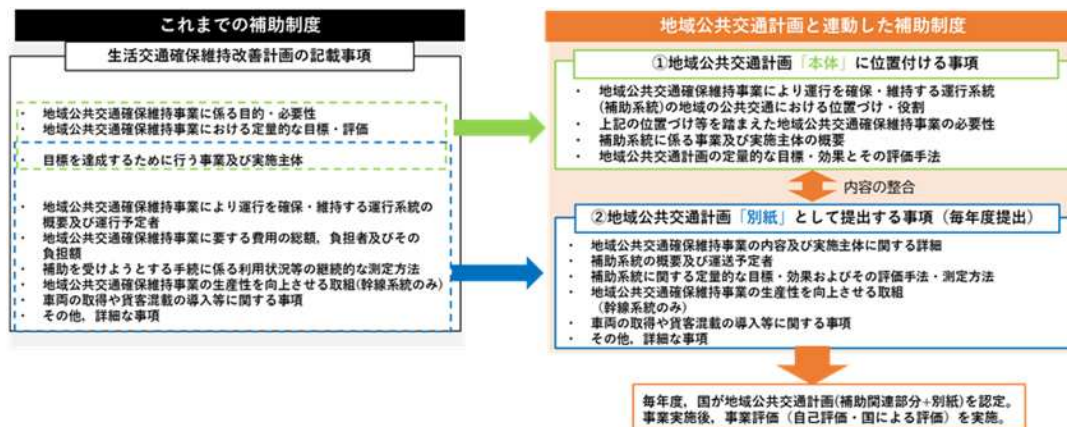 これまでの補助制度
生活交通確保維持改善計画の記載事項
・ 地域公共交通確保維持事業に係る目的・必要性
・ 地域公共交通確保維持事業における定量的な目標・評価
・ 目標を達成するために行う事業及び実施主体
・ 地域公共交通確保維持事業により運行を確保・維持する運行系統の
概要及び運行予定者
・ 地域公共交通確保維持事業に要する費用の総額、負担者及びその
負担額
・ 補助を受けようとする手続に係る利用状況等の継続的な測定方法
・ 地域公共交通確保維持事業の生産性を向上させる取組(幹線系統のみ)
・ 車両の取得や貨客混載の導入等に関する事項
・ その他、詳細な事項
地域公共交通計画と連動した補助制度
①地域公共交通計画「本体」に位置付ける事項
・ 地域公共交通確保維持事業により運行を確保・維持する運行系統
(補助系統)の地域の公共交通における位置づけ・役割
・ 上記の位置づけ等を踏まえた地域公共交通確保維持事業の必要性
・ 補助系統に係る事業及び実施主体の概要
・ 地域公共交通計画の定量的な目標・効果とその評価手法
内容の整合
②地域公共交通計画「別紙」として提出する事項（毎年度提出）
・ 地域公共交通確保維持事業の内容及び実施主体に関する詳細
・ 補助系統の概要及び運送予定者
・ 補助系統に関する定量的な目標・効果およびその評価手法・測定方法
・ 地域公共交通確保維持事業の生産性を向上させる取組
（幹線系統のみ）
・ 車両の取得や貨客混載の導入等に関する事項
・ その他、詳細な事項
毎年度、国が地域公共交通計画(補助関連部分+別紙)を認定。
事業実施後、事業評価（自己評価・国による評価）を実施。